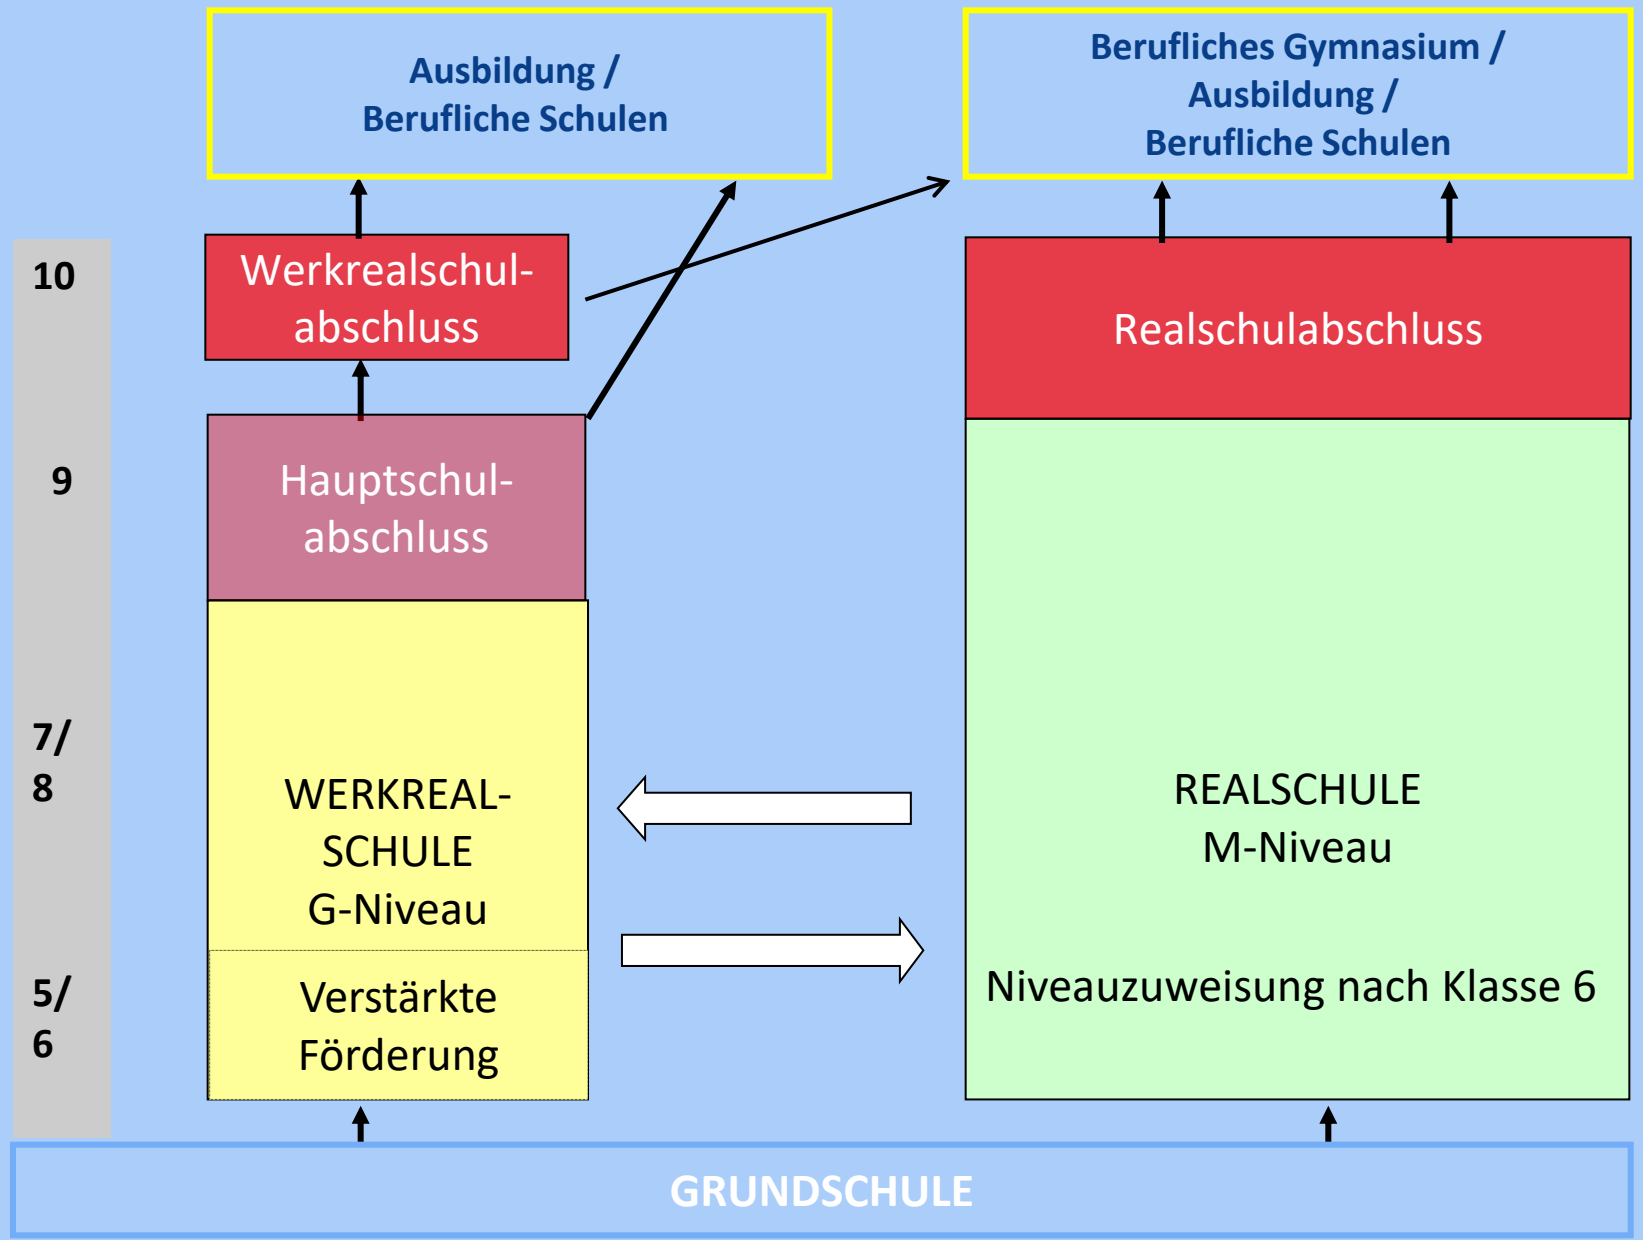 Ausbildung /
Berufliche Schulen
Berufliches Gymnasium /
Ausbildung /
Berufliche Schulen
10
Werkrealschul-
abschluss
Realschulabschluss
9
Hauptschul-
abschluss
7/
8
WERKREAL-
SCHULE
G-Niveau
REALSCHULE
M-Niveau
5/
6
Verstärkte
Förderung
Niveauzuweisung nach Klasse 6
GRUNDSCHULE